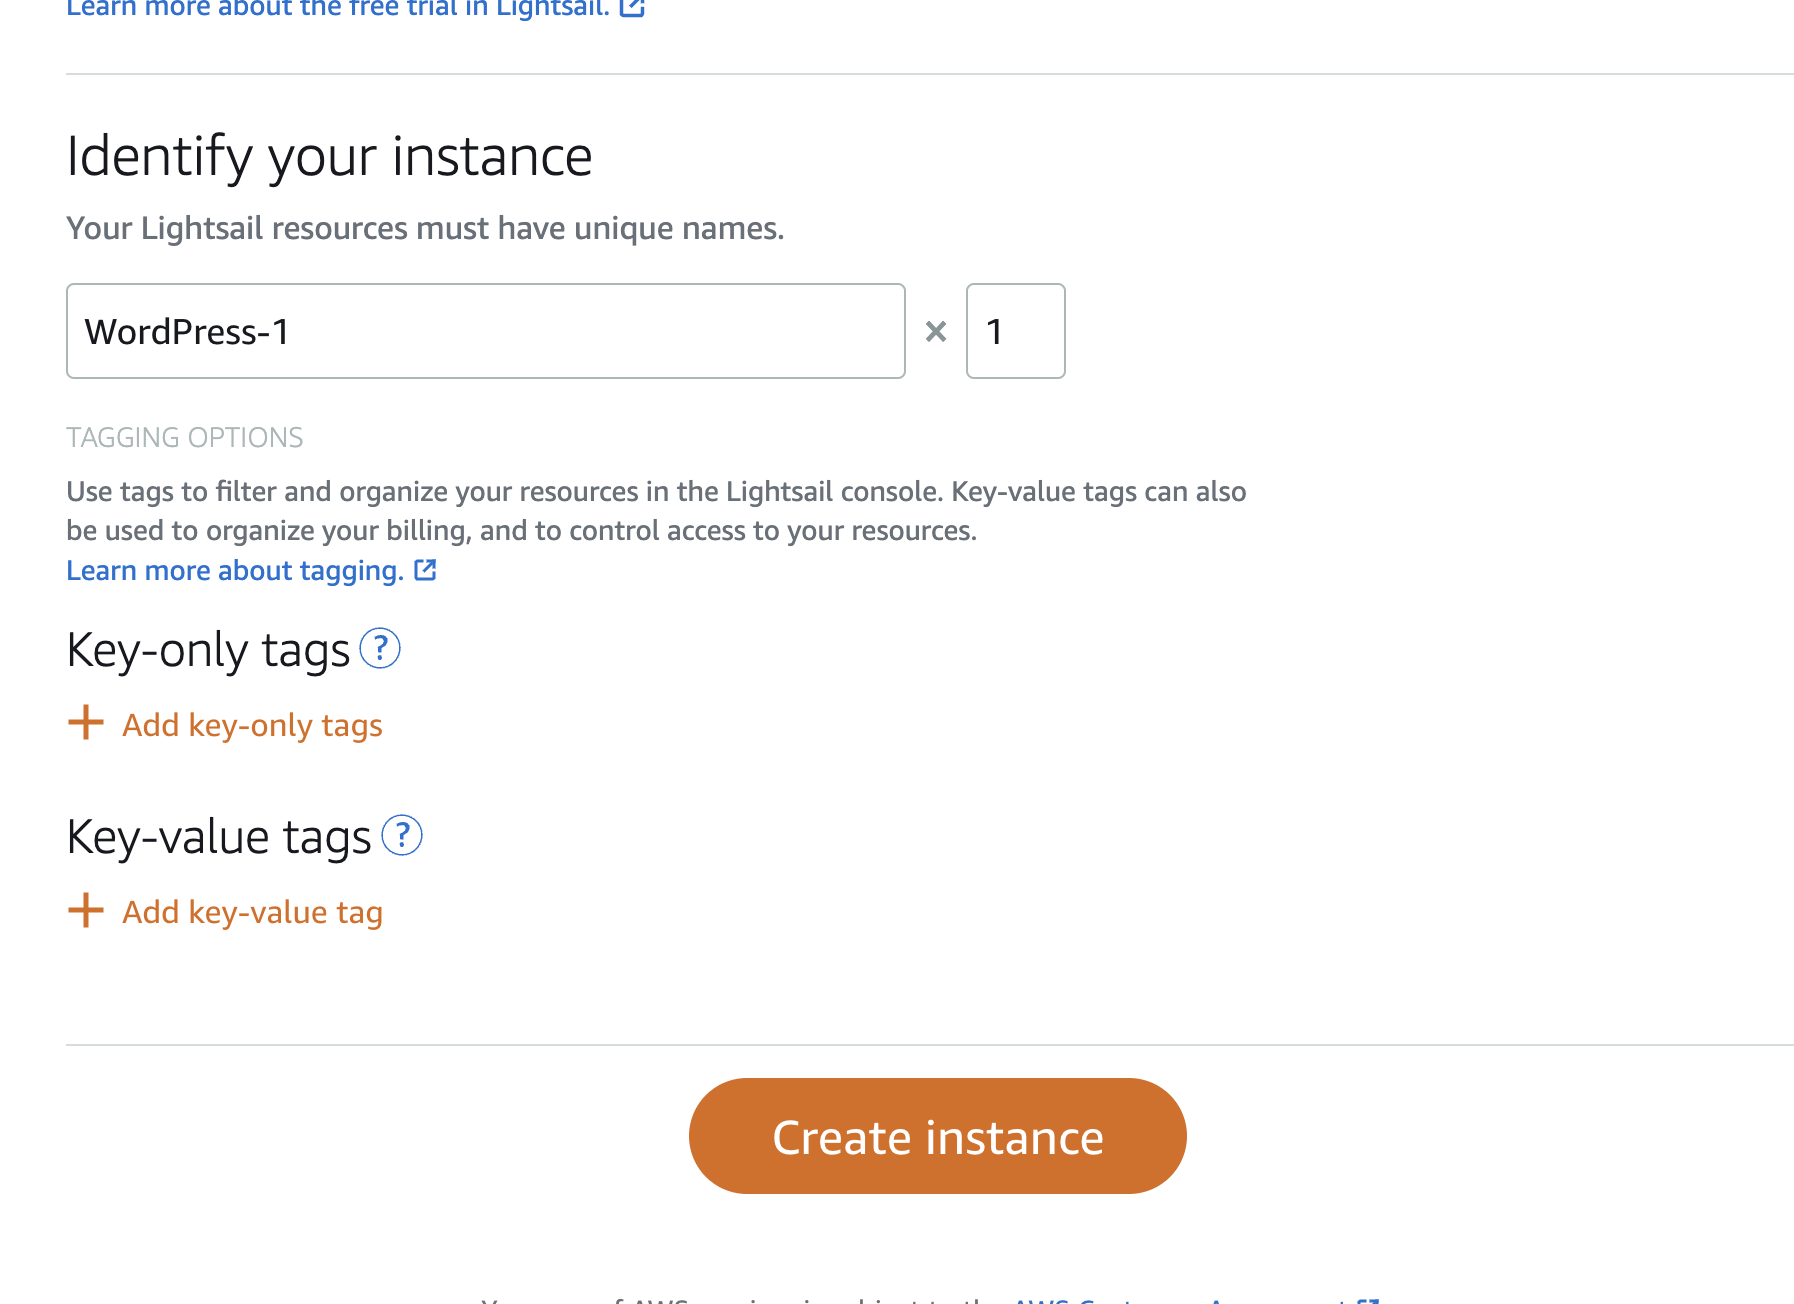 Learn more about the free trial in Lightsail.
Identify your instance
Your Lightsail resources must have unique names.
WordPress-1 × 1
TAGGING OPTIONS
Use tags to filter and organize your resources in the Lightsail console. Key-value tags can also
be used to organize your billing, and to control access to your resources.
Learn more about tagging.
Key-only tags ?
+ Add key-only tags
Key-value tags ?
+ Add key-value tag
Create instance